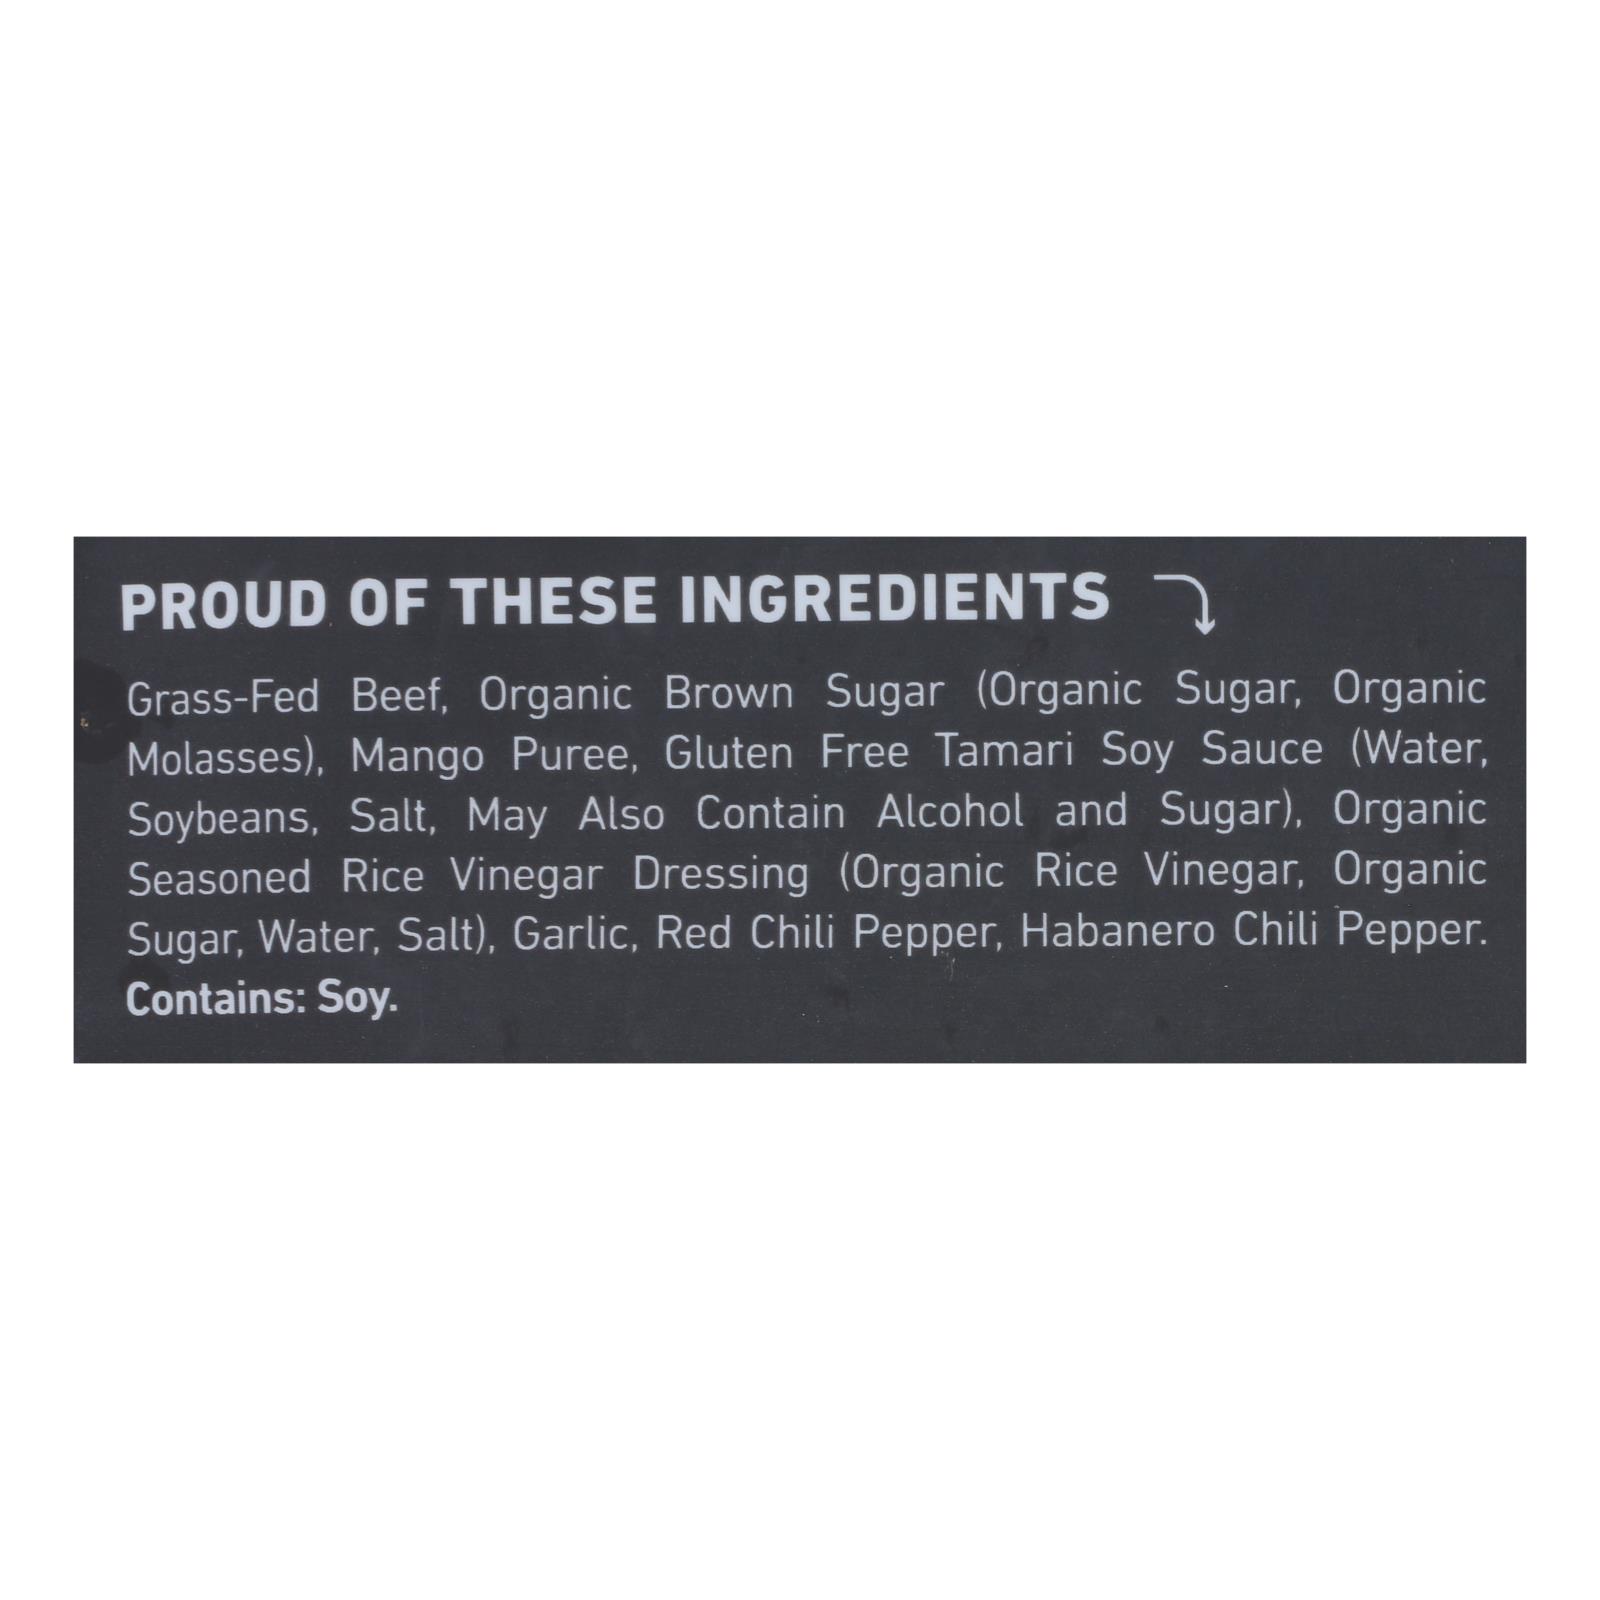 PROUD OF THESE INGREDIENTS
Grass-Fed Beef, Organic Brown Sugar (Organic Sugar, Organic
Molasses), Mango Puree, Gluten Free Tamari Soy Sauce (Water,
Soybeans, Salt, May Also Contain Alcohol and Sugar), Organic
Seasoned Rice Vinegar Dressing (Organic Rice Vinegar, Organic
Sugar, Water, Salt), Garlic, Red Chili Pepper, Habanero Chili Pepper.
Contains: Soy.